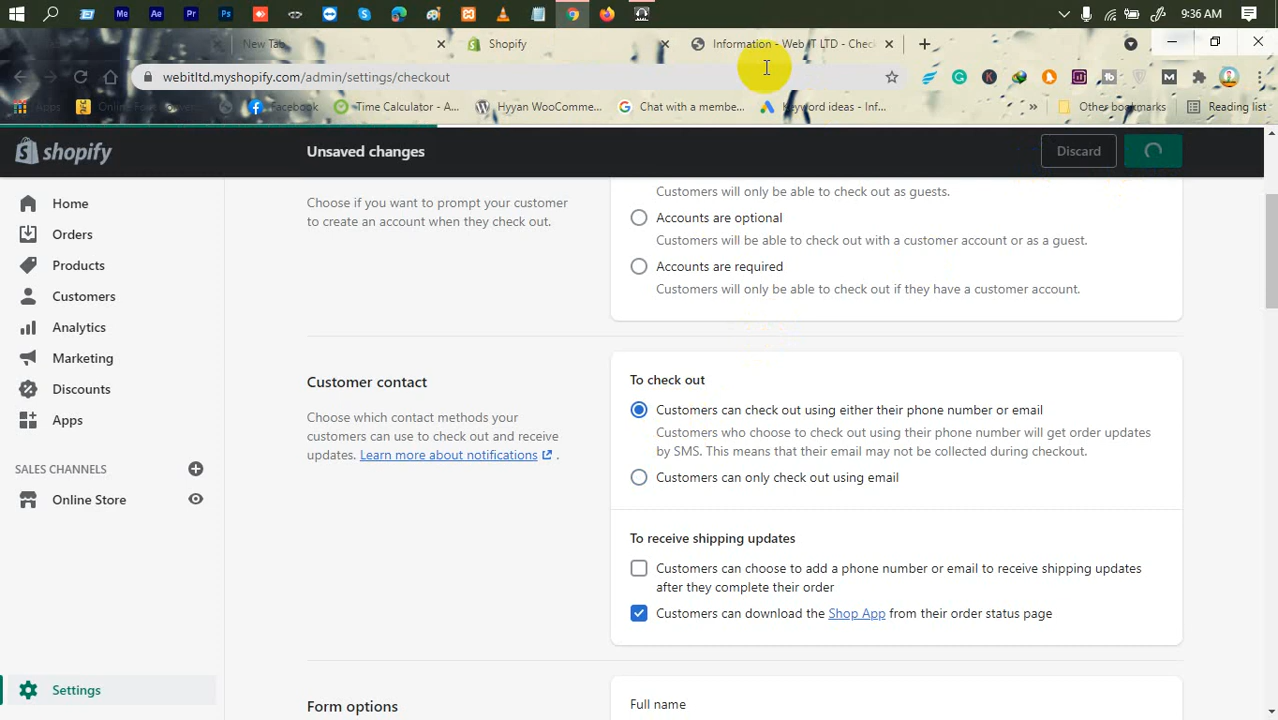 9:36 AM
New Tab
Shopify
Information - Web IT LTD - Chec
webitltd.myshopify.com/admin/settings/checkout
Apps
Facebook
Time Calculator - A...
Hyyan WooComme...
Chat with a membe...
Keyword ideas - Inf...
Other bookmarks
Reading list
shopify
Unsaved changes
Discard
Home
Orders
Products
Customers
Analytics
Marketing
Discounts
Apps
SALES CHANNELS
Online Store
Settings
Choose if you want to prompt your customer
to create an account when they check out.
Customers will only be able to check out as guests.
Accounts are optional
Customers will be able to check out with a customer account or as a guest.
Accounts are required
Customers will only be able to check out if they have a customer account.
Customer contact
Choose which contact methods your
customers can use to check out and receive
updates. Learn more about notifications .
To check out
Customers can check out using either their phone number or email
Customers who choose to check out using their phone number will get order updates
by SMS. This means that their email may not be collected during checkout.
Customers can only check out using email
To receive shipping updates
Customers can choose to add a phone number or email to receive shipping updates
after they complete their order
Customers can download the Shop App from their order status page
Form options
Full name